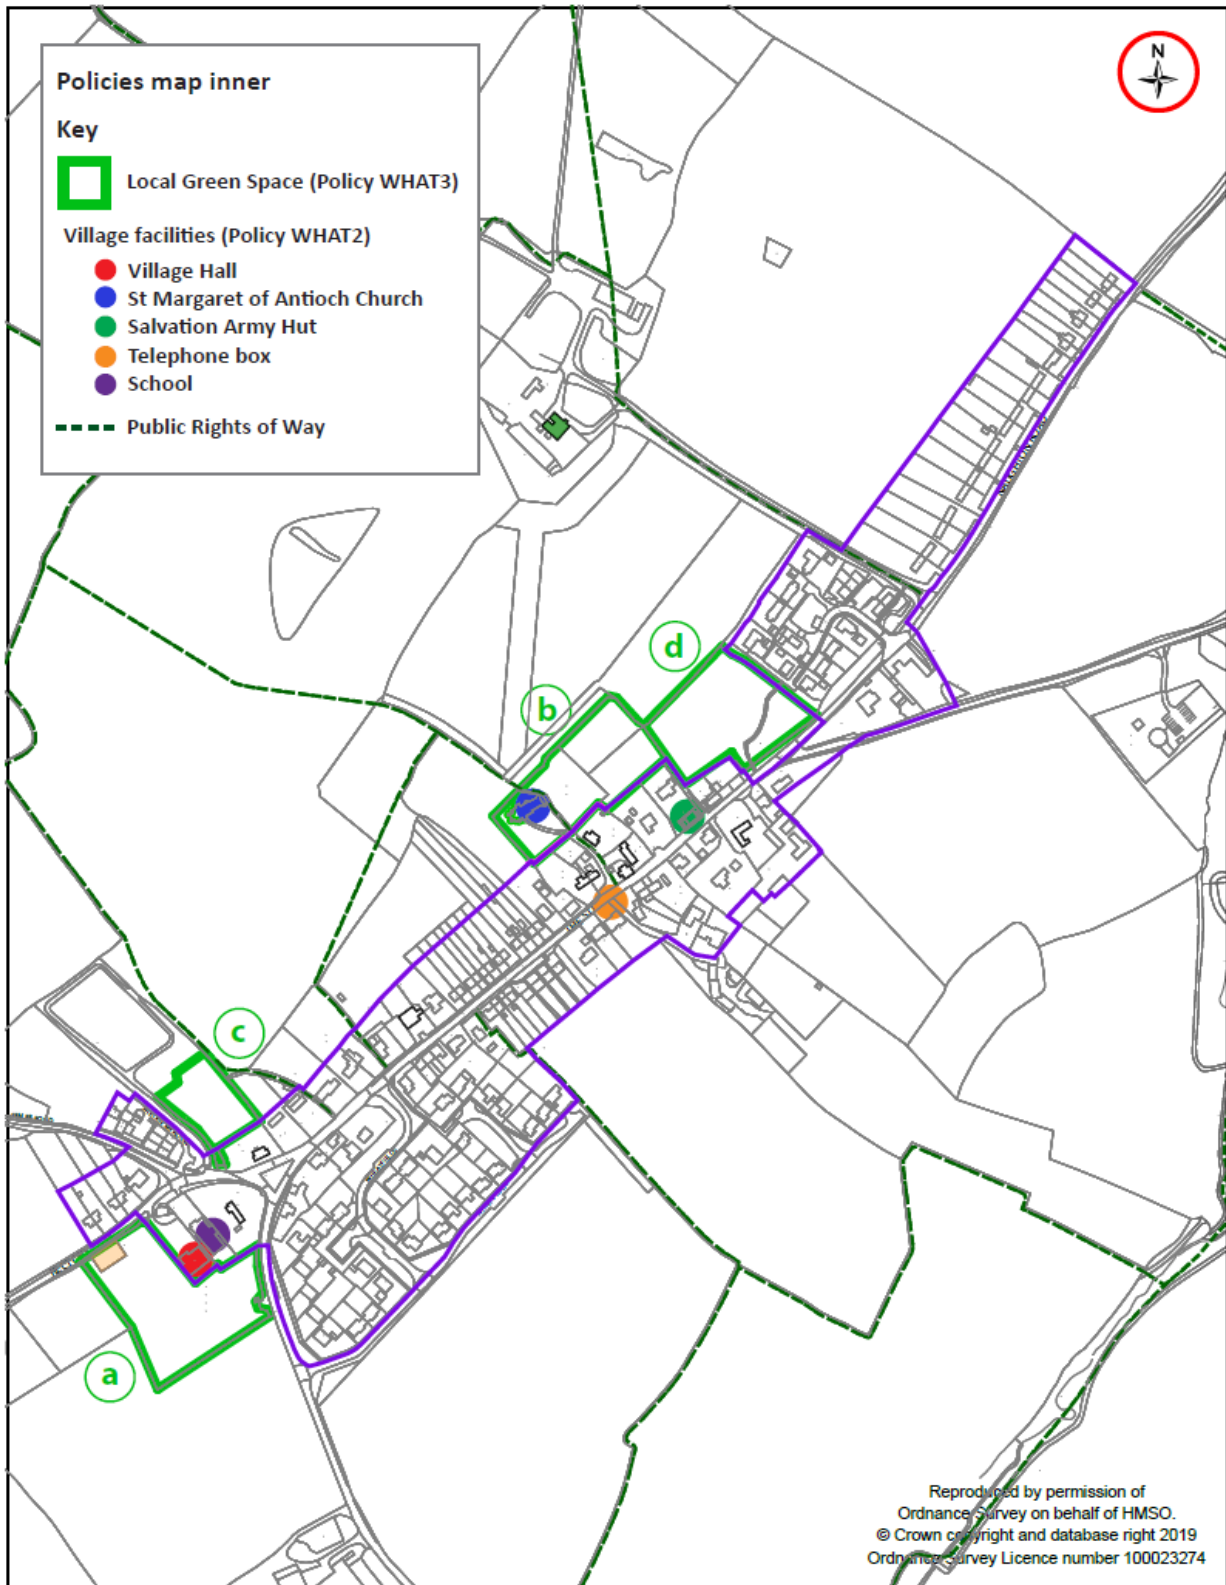 N
Policies map inner
Key
Local Green Space (Policy WHAT3)
Village facilities (Policy WHAT2)
Village Hall
St Margaret of Antioch Church
Salvation Army Hut
Telephone box
School
Public Rights of Way
d
b
c
a
Reproduced by permission of
Ordnance Survey on behalf of HMSO.
© Crown copyright and database right 2019
Ordnance Survey Licence number 100023274